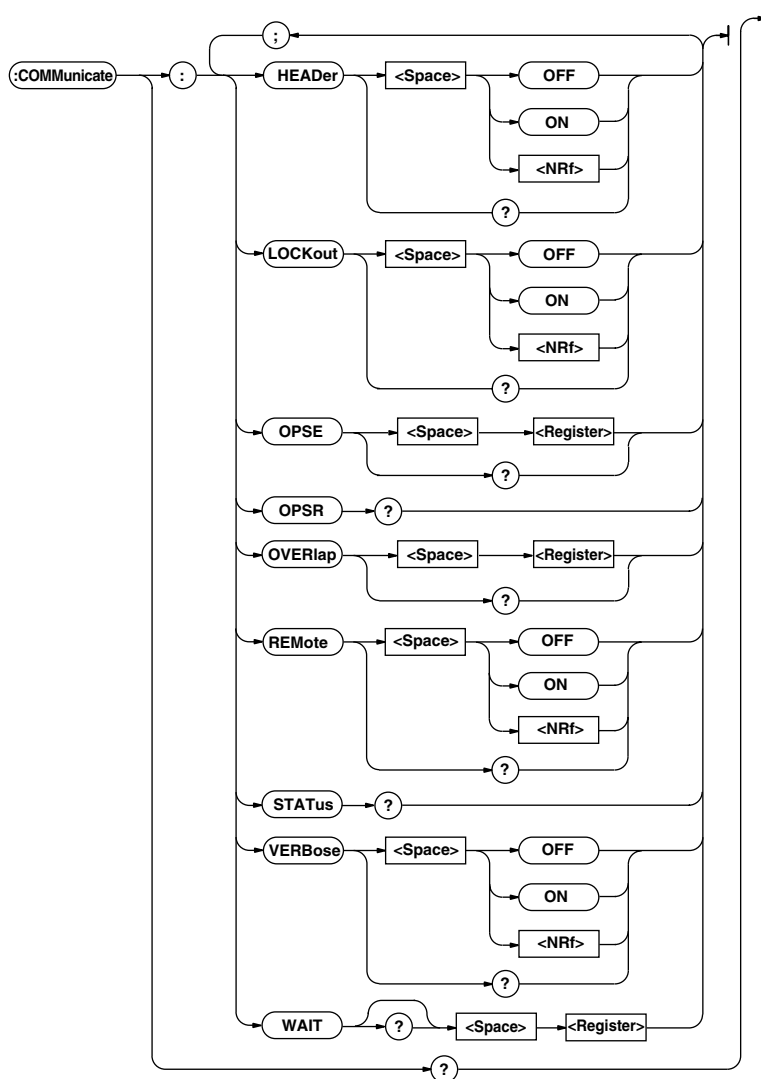 ;
:COMMunicate : HEADer <Space> OFF
ON
<NRf>
?
LOCKout <Space> OFF
ON
<NRf>
?
OPSE <Space> <Register>
?
OPSR ?
OVERlap <Space> <Register>
?
REMote <Space> OFF
ON
<NRf>
?
STATus ?
VERBose <Space> OFF
ON
<NRf>
?
WAIT ? <Space> <Register>
?